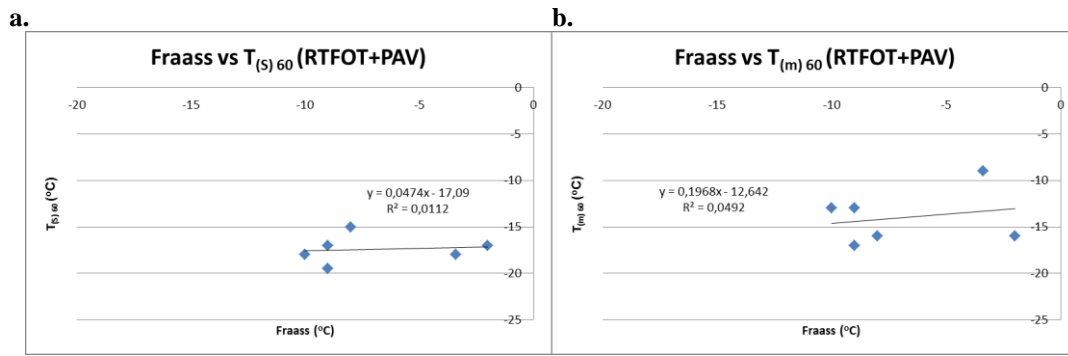 a.
Fraass vs T(S) 60 (RTFOT+PAV)
-20 -15 -10 -5 0
0
-5
-10
-15
-20
-25
y = 0,0474x - 17,09
R² = 0,0112
T(S) 60 (°C)
Fraass (°C)
b.
Fraass vs T(m) 60 (RTFOT+PAV)
-20 -15 -10 -5 0
0
-5
-10
-15
-20
-25
y = 0,1968x - 12,642
R² = 0,0492
T(m) 60 (°C)
Fraass (°C)